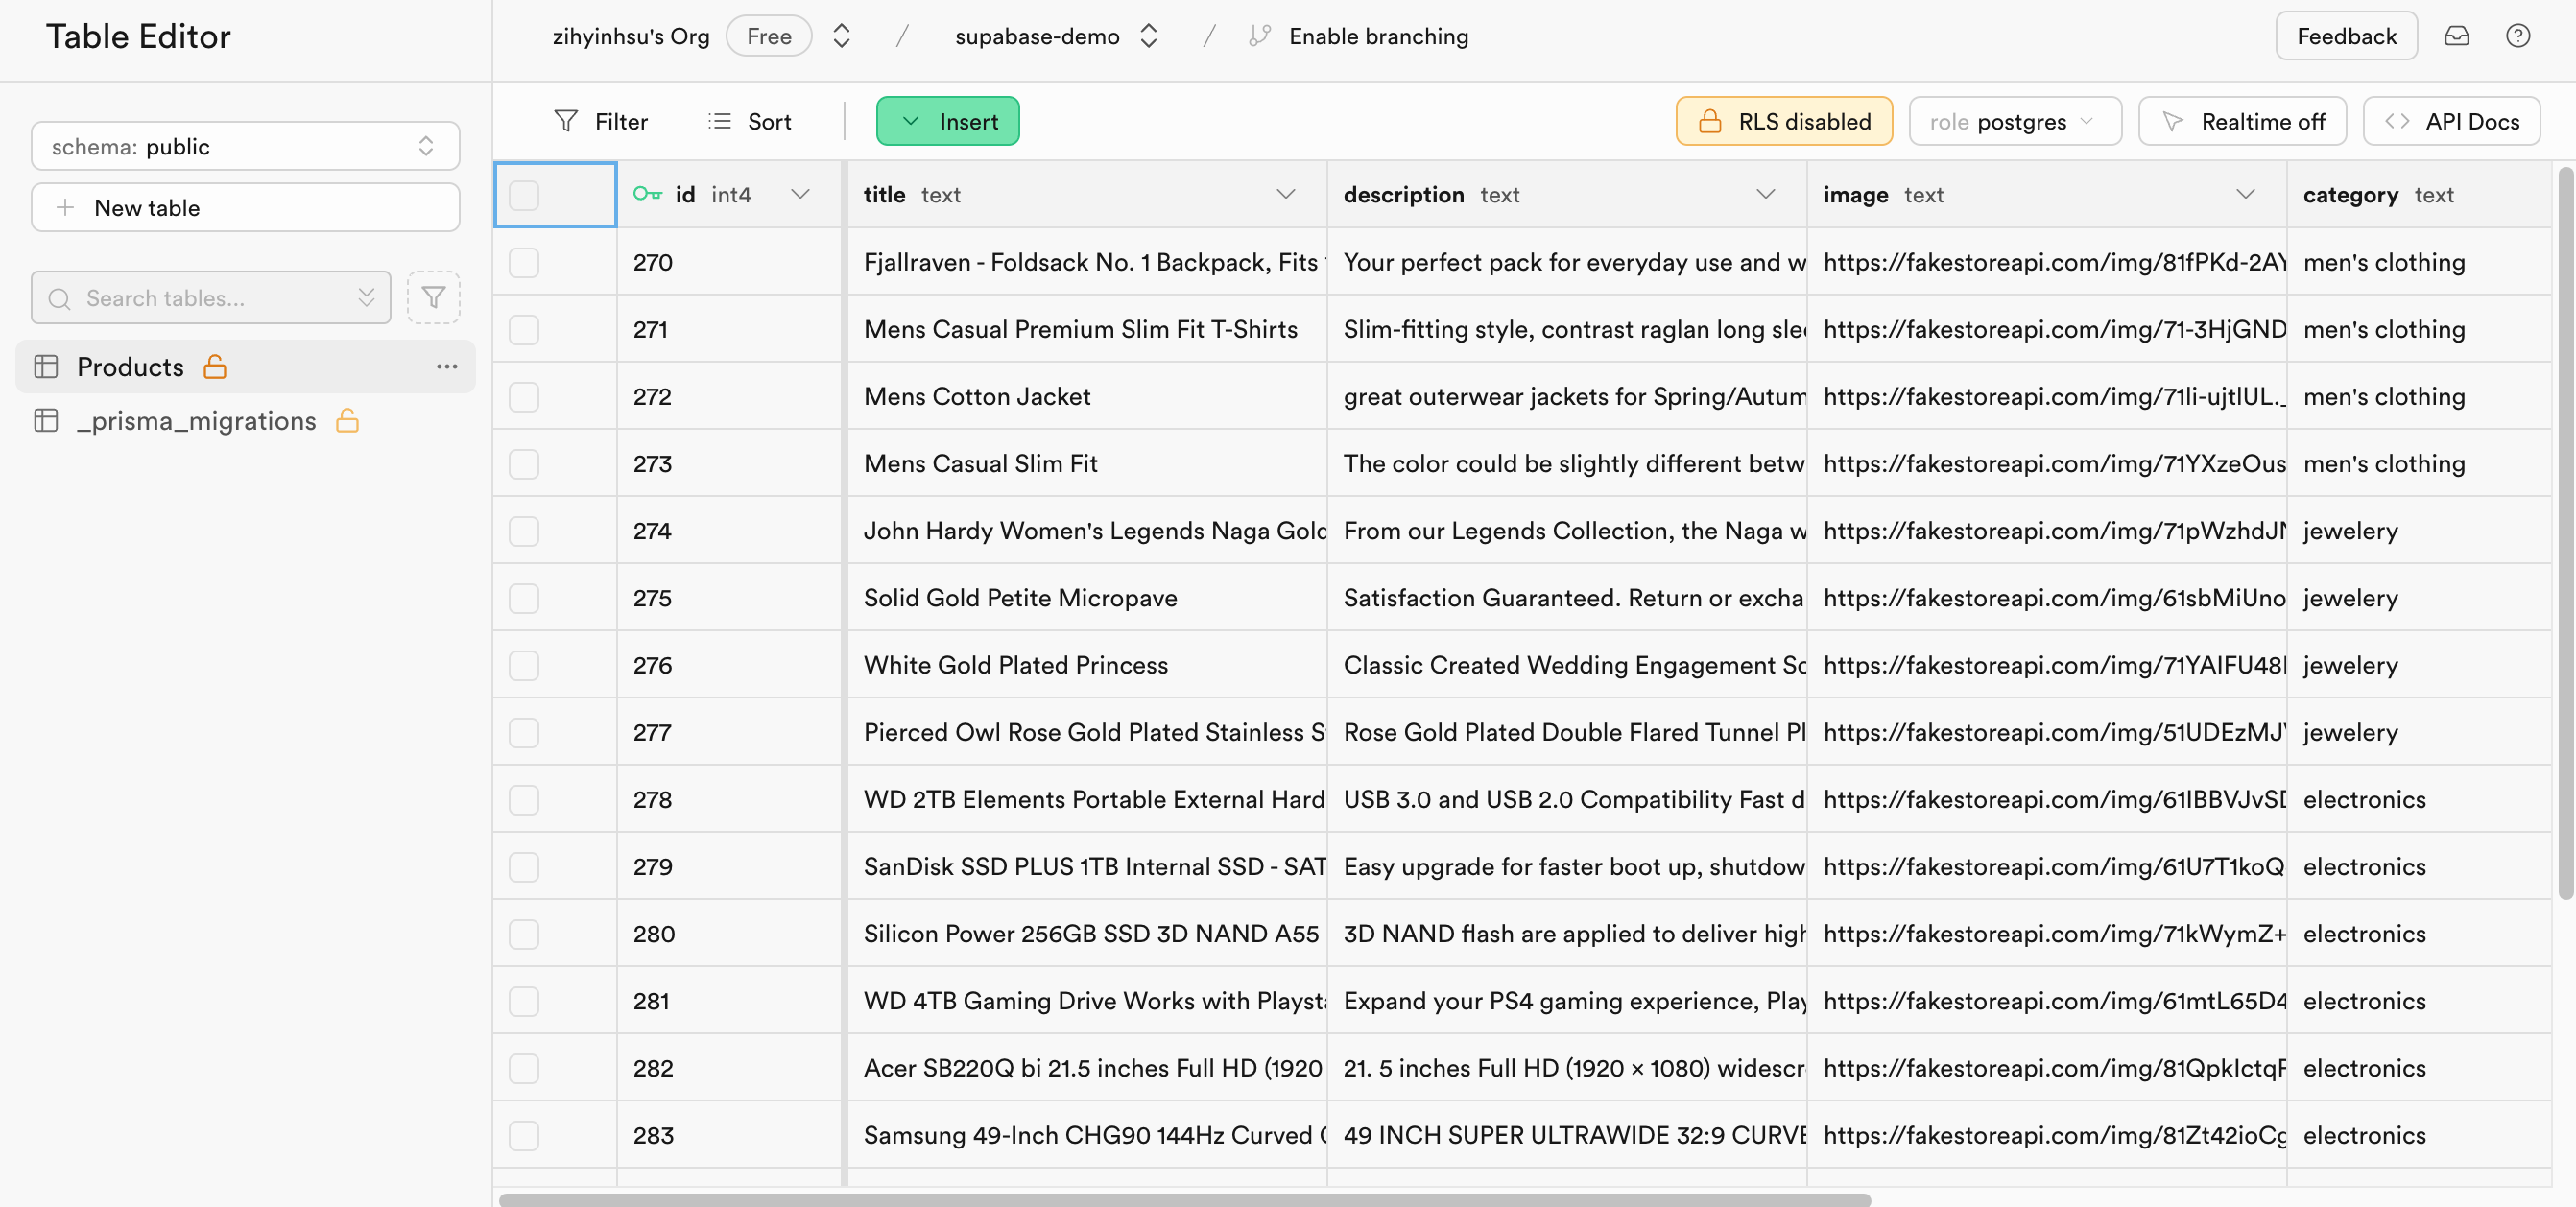 Table Editor
zihyinhsu's Org Free / supabase-demo / Enable branching
Feedback
schema: public
New table
Search tables...
Products
_prisma_migrations
Filter Sort Insert
RLS disabled role postgres Realtime off API Docs
id int4 title text description text image text category text
270 Fjallraven - Foldsack No. 1 Backpack, Fits Your perfect pack for everyday use and w https://fakestoreapi.com/img/81fPKd-2AY men's clothing
271 Mens Casual Premium Slim Fit T-Shirts Slim-fitting style, contrast raglan long slee https://fakestoreapi.com/img/71-3HjGND men's clothing
272 Mens Cotton Jacket great outerwear jackets for Spring/Autum https://fakestoreapi.com/img/71li-ujtlUL._ men's clothing
273 Mens Casual Slim Fit The color could be slightly different betw https://fakestoreapi.com/img/71YXzeOus men's clothing
274 John Hardy Women's Legends Naga Gold From our Legends Collection, the Naga w https://fakestoreapi.com/img/71pWzhdJN jewelery
275 Solid Gold Petite Micropave Satisfaction Guaranteed. Return or excha https://fakestoreapi.com/img/61sbMiUno jewelery
276 White Gold Plated Princess Classic Created Wedding Engagement So https://fakestoreapi.com/img/71YAIFU48 jewelery
277 Pierced Owl Rose Gold Plated Stainless S Rose Gold Plated Double Flared Tunnel Pl https://fakestoreapi.com/img/51UDEzMJV jewelery
278 WD 2TB Elements Portable External Hard USB 3.0 and USB 2.0 Compatibility Fast d https://fakestoreapi.com/img/61IBBVJvSD electronics
279 SanDisk SSD PLUS 1TB Internal SSD - SAT Easy upgrade for faster boot up, shutdow https://fakestoreapi.com/img/61U7T1koQ electronics
280 Silicon Power 256GB SSD 3D NAND A55 3D NAND flash are applied to deliver high https://fakestoreapi.com/img/71kWymZ+ electronics
281 WD 4TB Gaming Drive Works with Playsta Expand your PS4 gaming experience, Play https://fakestoreapi.com/img/61mtL65D4 electronics
282 Acer SB220Q bi 21.5 inches Full HD (1920 21. 5 inches Full HD (1920 × 1080) widescr https://fakestoreapi.com/img/81QpkIctqP electronics
283 Samsung 49-Inch CHG90 144Hz Curved 49 INCH SUPER ULTRAWIDE 32:9 CURVE https://fakestoreapi.com/img/81Zt42ioCg electronics